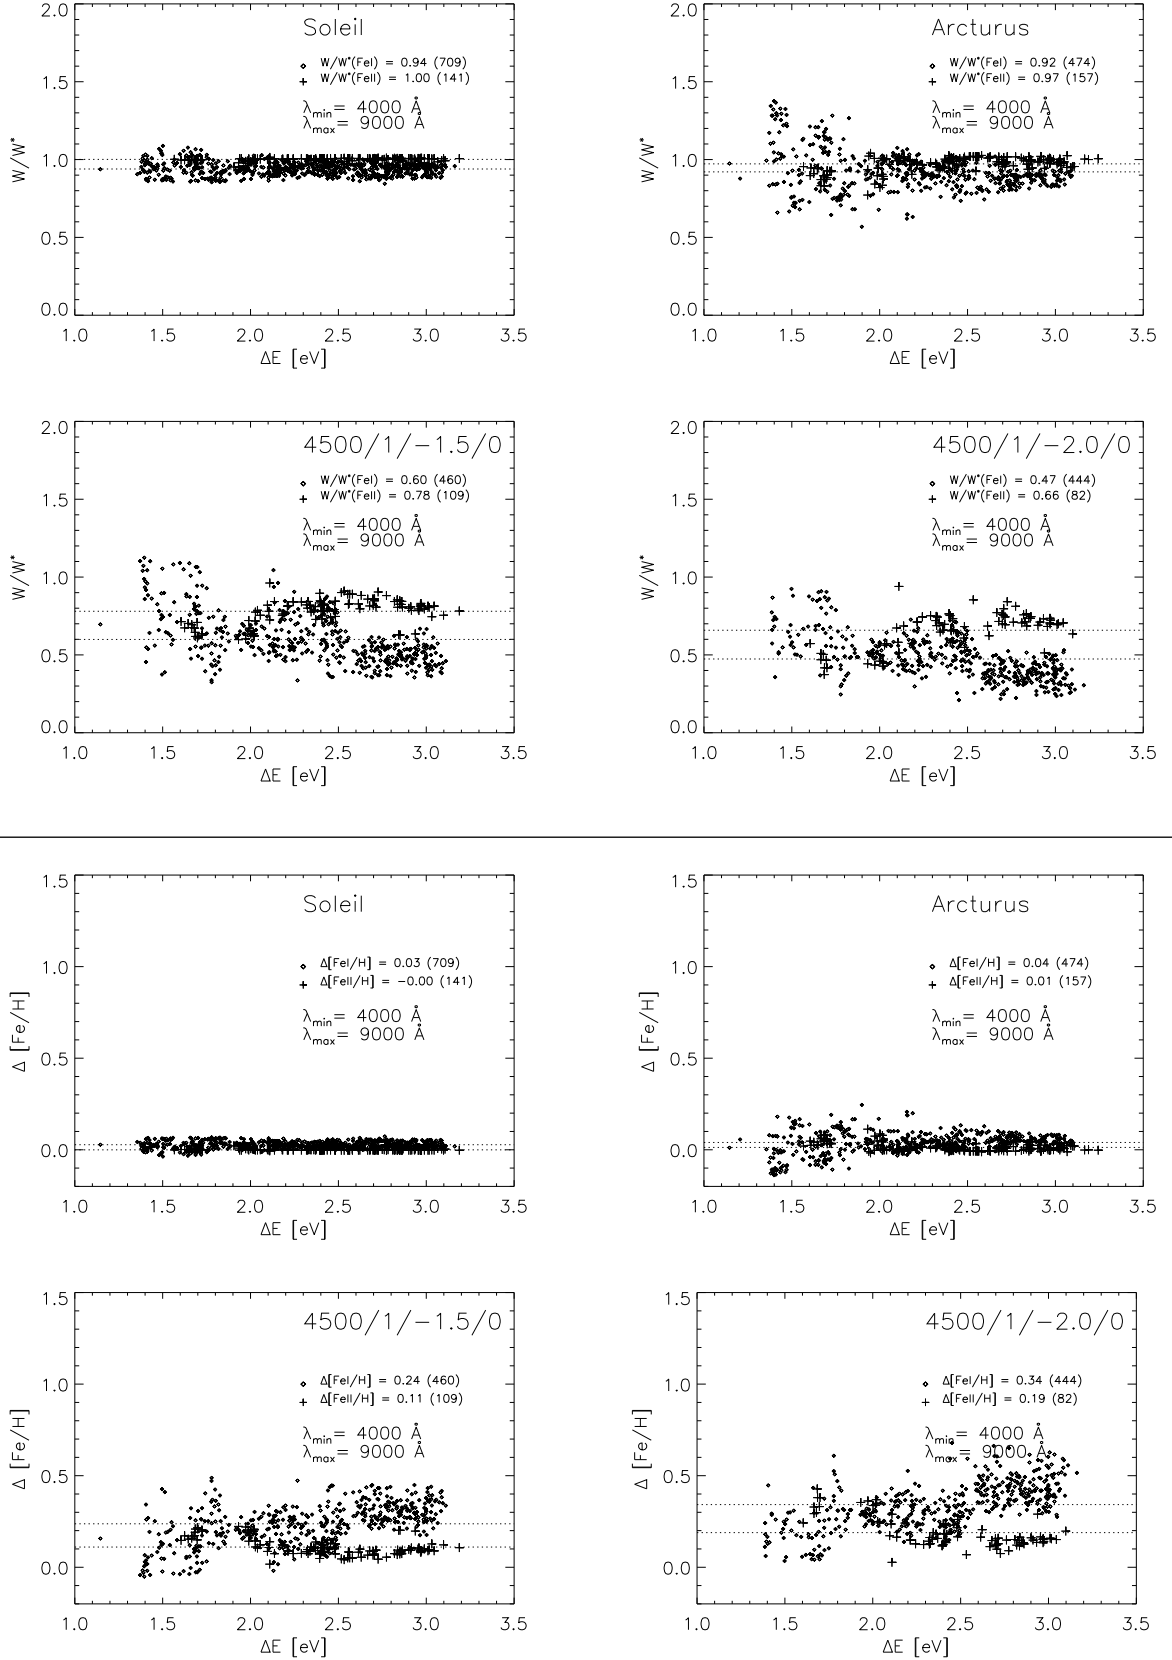 2.0
1.5
1.0
0.5
0.0
W/W*
Soleil
W/W*(FeI) = 0.94 (709)
W/W*(FeII) = 1.00 (141)
λmin= 4000 Å
λmax= 9000 Å
1.0 1.5 2.0 2.5 3.0 3.5
ΔE [eV]
2.0
1.5
1.0
0.5
0.0
W/W*
Arcturus
W/W*(FeI) = 0.92 (474)
W/W*(FeII) = 0.97 (157)
λmin= 4000 Å
λmax= 9000 Å
1.0 1.5 2.0 2.5 3.0 3.5
ΔE [eV]
2.0
1.5
1.0
0.5
0.0
W/W*
4500/1/−1.5/0
W/W*(FeI) = 0.60 (460)
W/W*(FeII) = 0.78 (109)
λmin= 4000 Å
λmax= 9000 Å
1.0 1.5 2.0 2.5 3.0 3.5
ΔE [eV]
2.0
1.5
1.0
0.5
0.0
W/W*
4500/1/−2.0/0
W/W*(FeI) = 0.47 (444)
W/W*(FeII) = 0.66 (82)
λmin= 4000 Å
λmax= 9000 Å
1.0 1.5 2.0 2.5 3.0 3.5
ΔE [eV]
1.5
1.0
0.5
0.0
Δ [Fe/H]
Soleil
Δ[FeI/H] = 0.03 (709)
Δ[FeII/H] = −0.00 (141)
λmin= 4000 Å
λmax= 9000 Å
1.0 1.5 2.0 2.5 3.0 3.5
ΔE [eV]
1.5
1.0
0.5
0.0
Δ [Fe/H]
Arcturus
Δ[FeI/H] = 0.04 (474)
Δ[FeII/H] = 0.01 (157)
λmin= 4000 Å
λmax= 9000 Å
1.0 1.5 2.0 2.5 3.0 3.5
ΔE [eV]
1.5
1.0
0.5
0.0
Δ [Fe/H]
4500/1/−1.5/0
Δ[FeI/H] = 0.24 (460)
Δ[FeII/H] = 0.11 (109)
λmin= 4000 Å
λmax= 9000 Å
1.0 1.5 2.0 2.5 3.0 3.5
ΔE [eV]
1.5
1.0
0.5
0.0
Δ [Fe/H]
4500/1/−2.0/0
Δ[FeI/H] = 0.34 (444)
Δ[FeII/H] = 0.19 (82)
λmin= 4000 Å
λmax= 9000 Å
1.0 1.5 2.0 2.5 3.0 3.5
ΔE [eV]